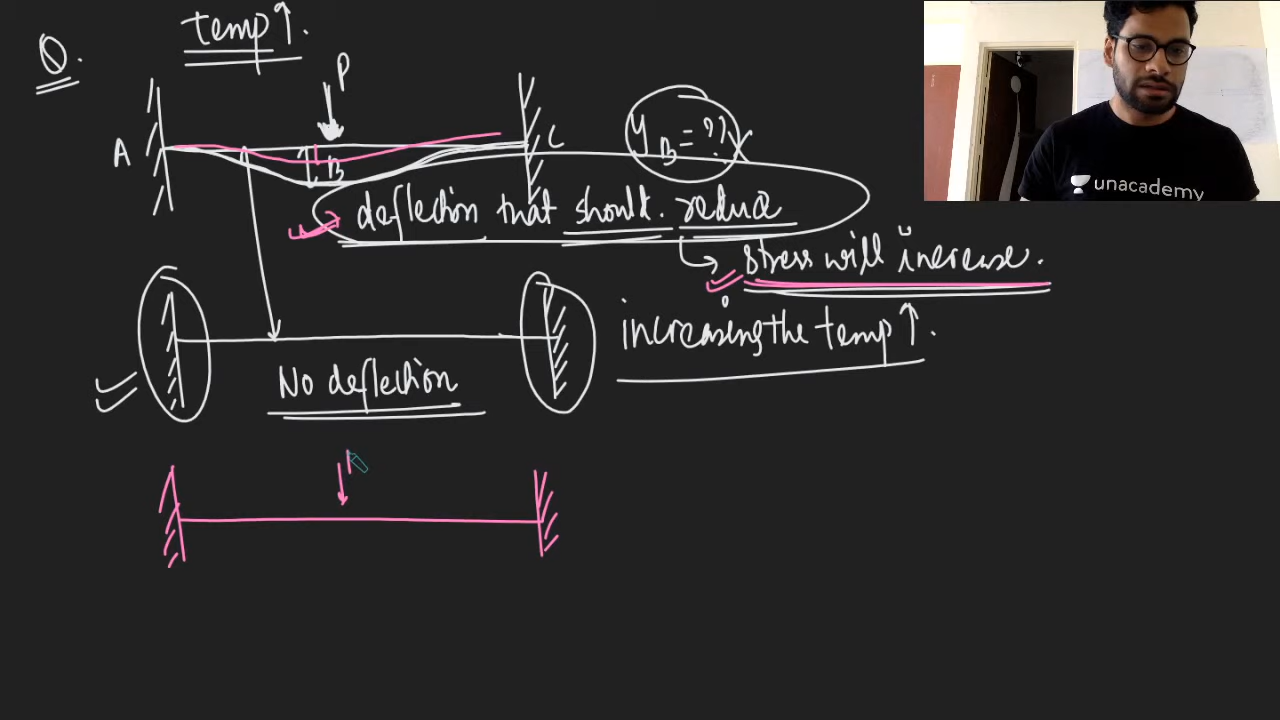 Q.
temp↑.
P
A
B
C
y_B = ??
deflection that should. reduce
stress will increase.
increasing the temp↑.
No deflection
unacademy